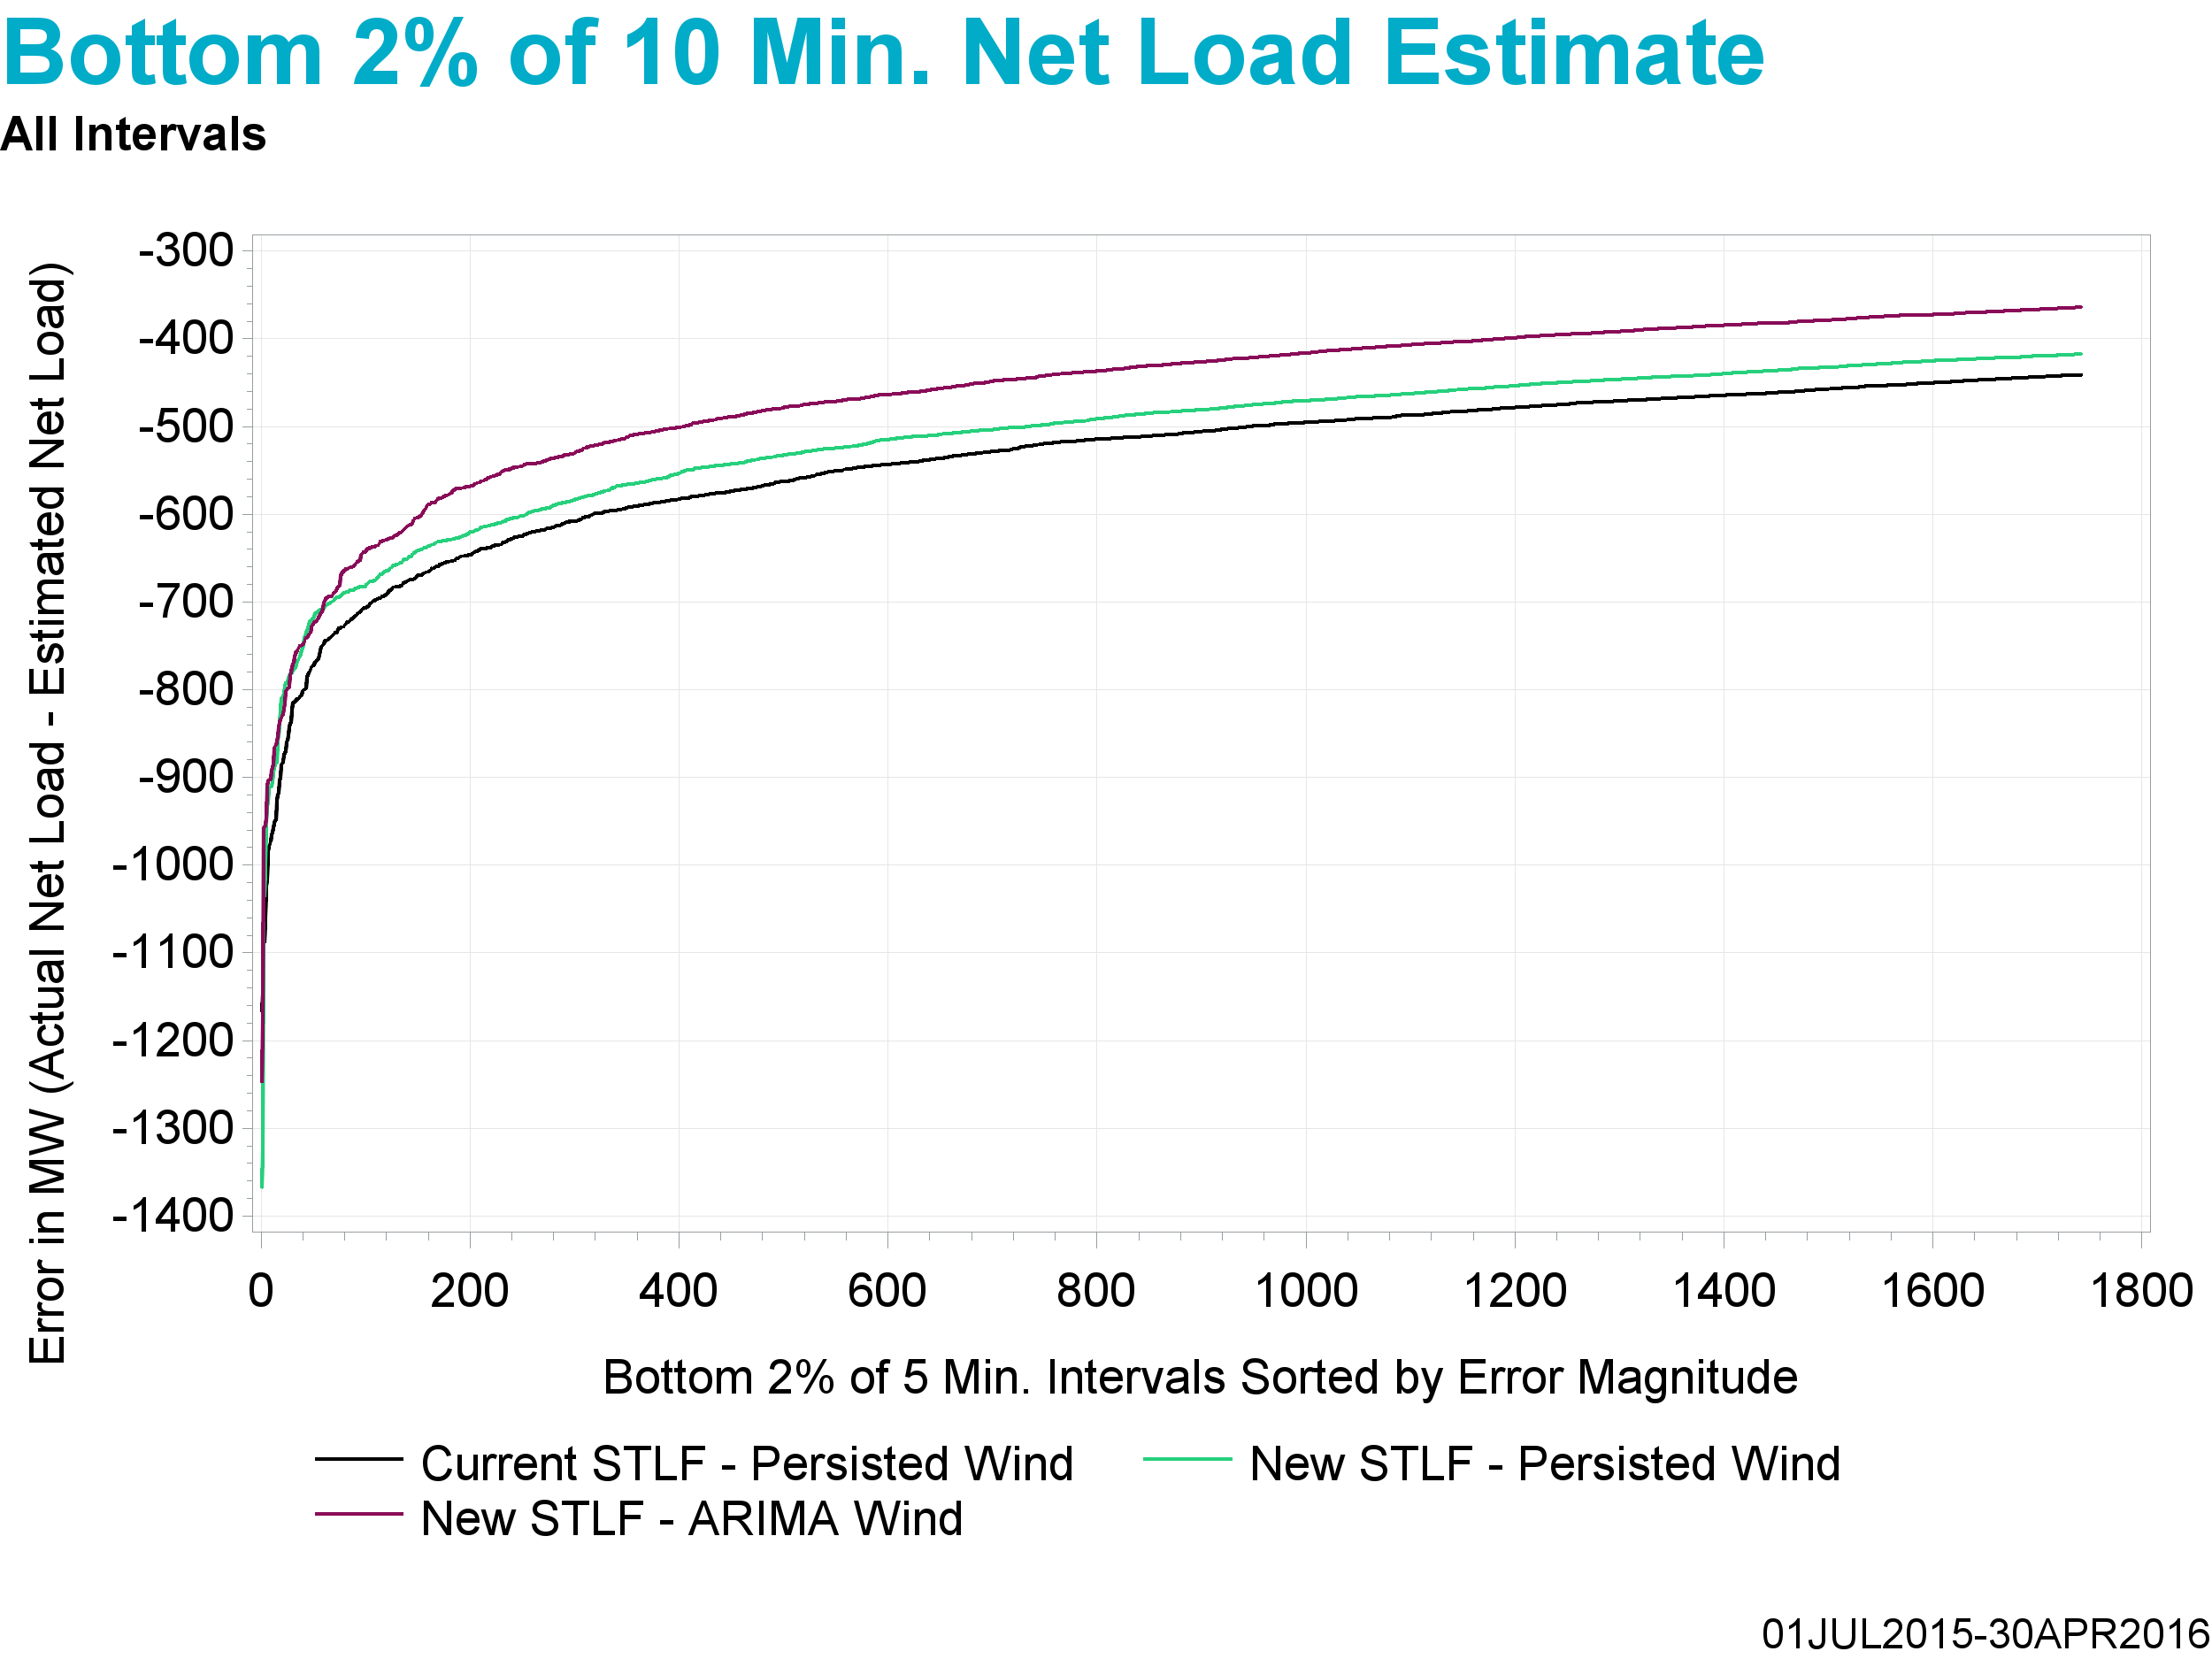 Bottom 2% of 10 Min. Net Load Estimate
All Intervals
Error in MW (Actual Net Load - Estimated Net Load)
-300
-400
-500
-600
-700
-800
-900
-1000
-1100
-1200
-1300
-1400
0 200 400 600 800 1000 1200 1400 1600 1800
Bottom 2% of 5 Min. Intervals Sorted by Error Magnitude
Current STLF - Persisted Wind New STLF - Persisted Wind
New STLF - ARIMA Wind
01JUL2015-30APR2016